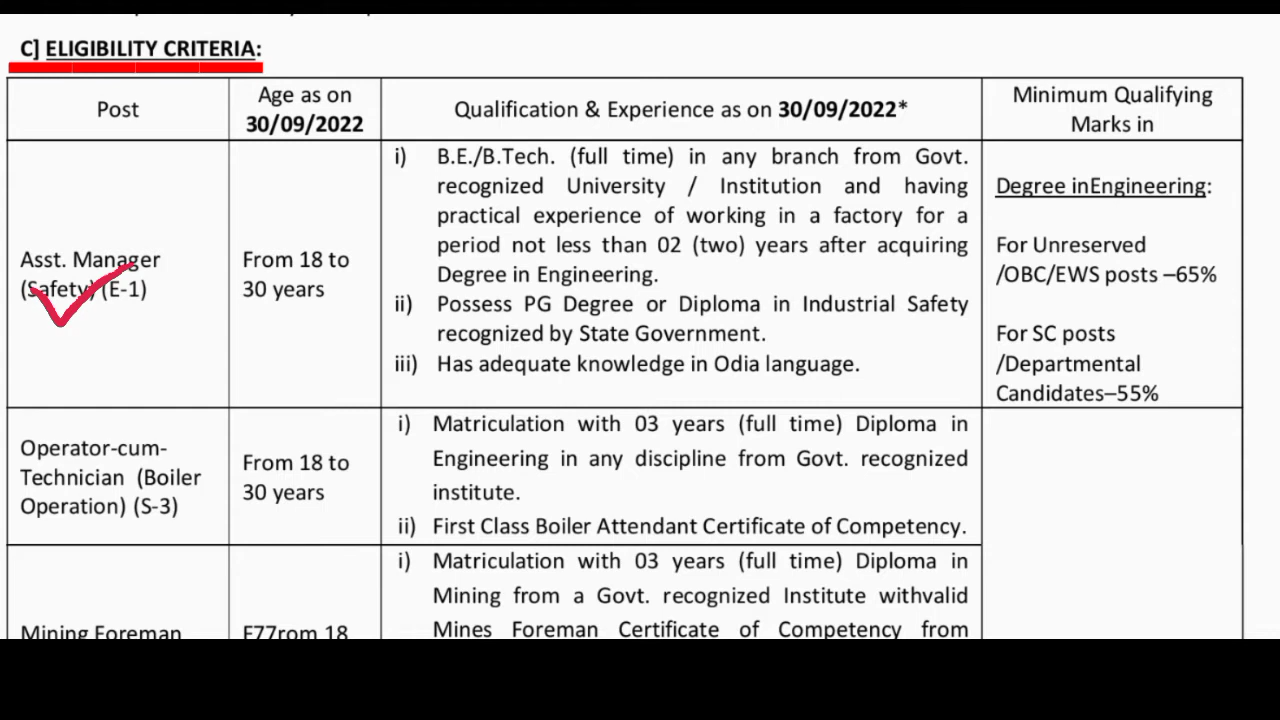 C] ELIGIBILITY CRITERIA:
Post
Age as on
30/09/2022
Qualification & Experience as on 30/09/2022*
Minimum Qualifying
Marks in
Asst. Manager
(Safety) (E-1)
From 18 to
30 years
i) B.E./B.Tech. (full time) in any branch from Govt.
recognized University / Institution and having
practical experience of working in a factory for a
period not less than 02 (two) years after acquiring
Degree in Engineering.
ii) Possess PG Degree or Diploma in Industrial Safety
recognized by State Government.
iii) Has adequate knowledge in Odia language.
Degree inEngineering:
For Unreserved
/OBC/EWS posts –65%
For SC posts
/Departmental
Candidates–55%
Operator-cum-
Technician (Boiler
Operation) (S-3)
From 18 to
30 years
i) Matriculation with 03 years (full time) Diploma in
Engineering in any discipline from Govt. recognized
institute.
ii) First Class Boiler Attendant Certificate of Competency.
Mining Foreman
F77rom 18
i) Matriculation with 03 years (full time) Diploma in
Mining from a Govt. recognized Institute withvalid
Mines Foreman Certificate of Competency from